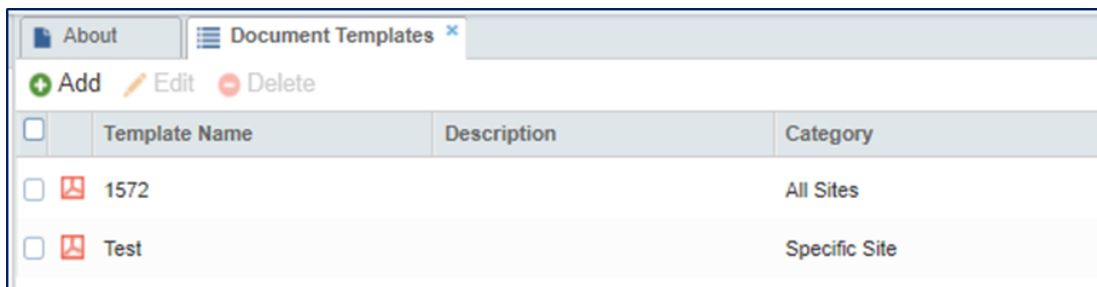 About Document Templates ×
Add Edit Delete
Template Name Description Category
1572 All Sites
Test Specific Site